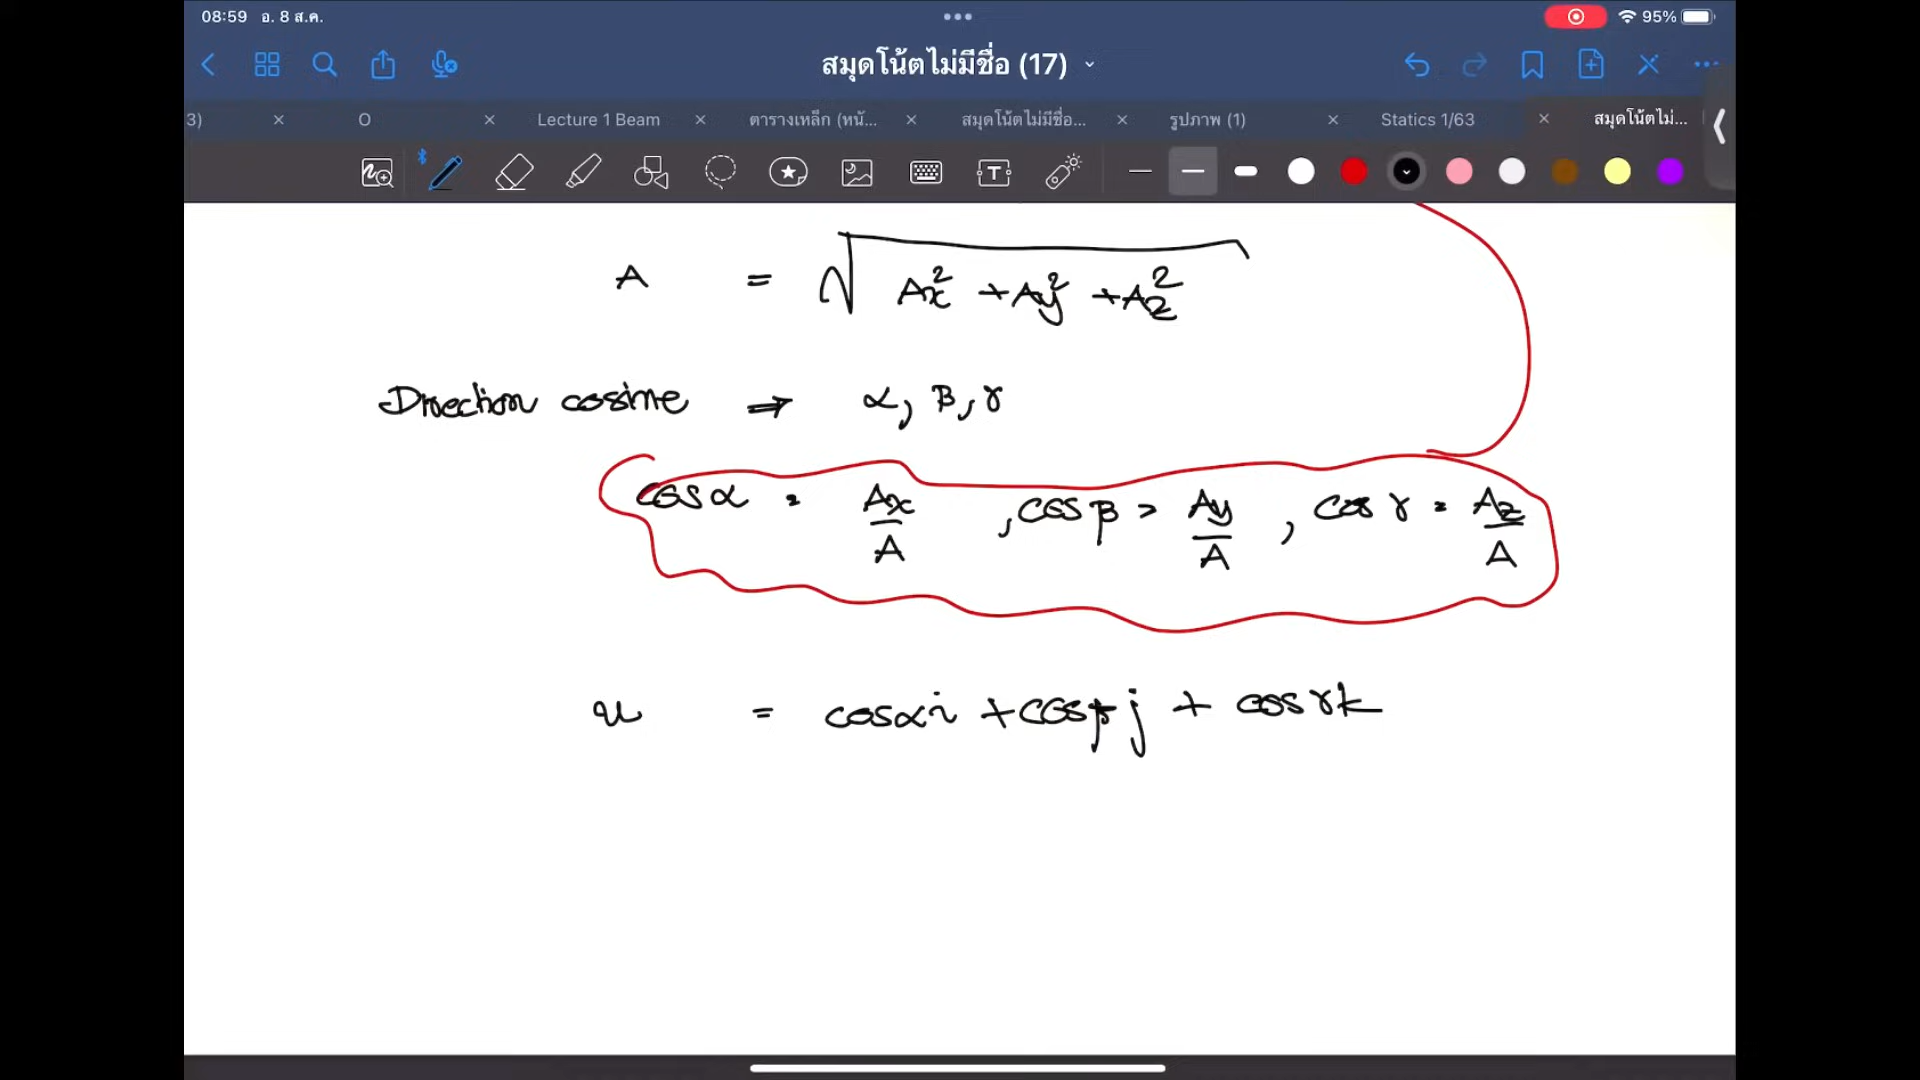 08:59 อ. 8 ส.ค. 95%
สมุดโน้ตไม่มีชื่อ (17)
3) O Lecture 1 Beam ตารางเหล็ก (หนั... สมุดโน้ตไม่มีชื่อ... รูปภาพ (1) Statics 1/63 สมุดโน้ตไม่...
A = √(Ax² + Ay² + Az²)
Direction cosine ⇒ α, β, γ
cos α = Ax/A , cos β = Ay/A , cos γ = Az/A
u = cosαi + cosβj + cosγk